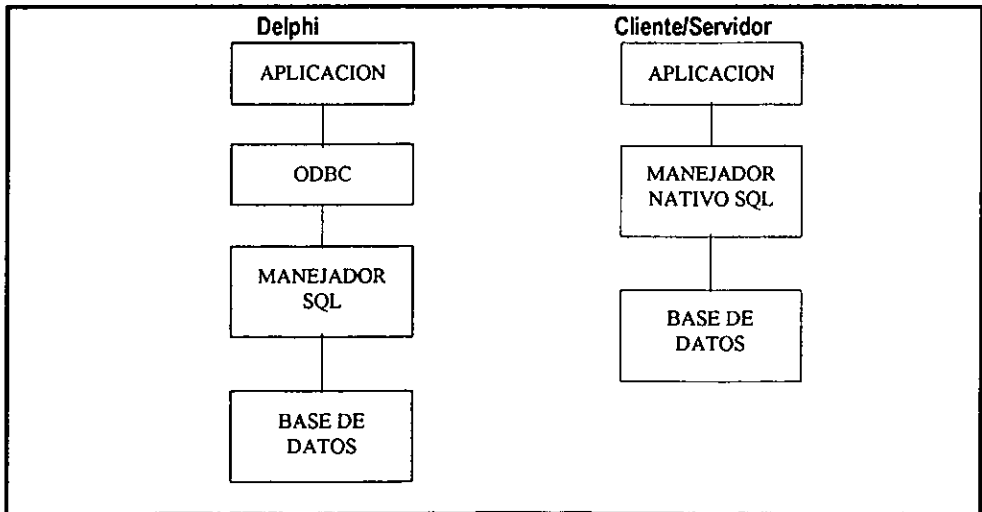 Delphi
APLICACION
ODBC
MANEJADOR
SQL
BASE DE
DATOS
Cliente/Servidor
APLICACION
MANEJADOR
NATIVO SQL
BASE DE
DATOS